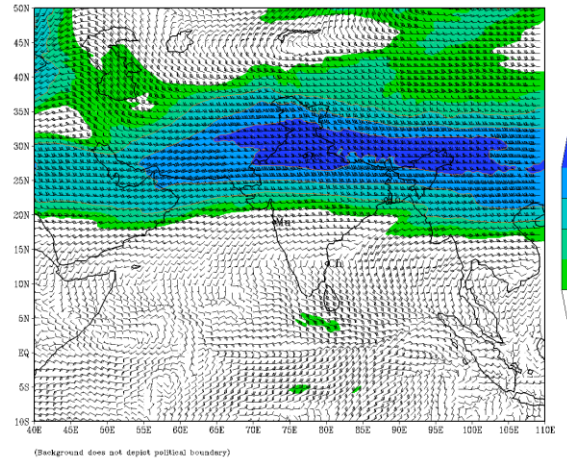 50N
45N
40N
35N
30N
25N
20N
15N
10N
5N
EQ
5S
10S
40E 45E 50E 55E 60E 65E 70E 75E 80E 85E 90E 95E 100E 105E 110E
(Background does not depict political boundary)